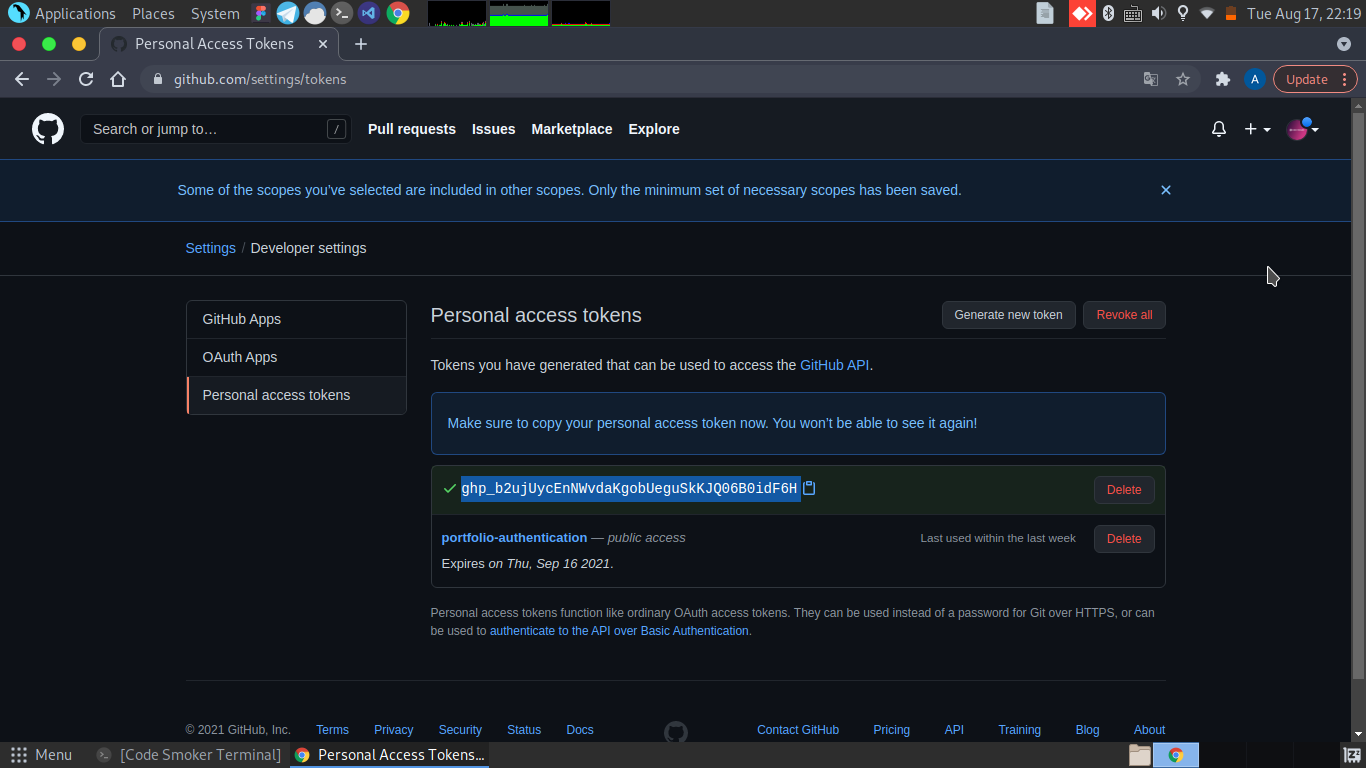 Applications Places System Tue Aug 17, 22:19
Personal Access Tokens
github.com/settings/tokens A Update
Search or jump to… / Pull requests Issues Marketplace Explore
Some of the scopes you've selected are included in other scopes. Only the minimum set of necessary scopes has been saved.
Settings / Developer settings
GitHub Apps
OAuth Apps
Personal access tokens
Personal access tokens Generate new token Revoke all
Tokens you have generated that can be used to access the GitHub API.
Make sure to copy your personal access token now. You won't be able to see it again!
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 Delete
portfolio-authentication — public access Last used within the last week Delete
Expires on Thu, Sep 16 2021.
Personal access tokens function like ordinary OAuth access tokens. They can be used instead of a password for Git over HTTPS, or can
be used to authenticate to the API over Basic Authentication.
© 2021 GitHub, Inc. Terms Privacy Security Status Docs Contact GitHub Pricing API Training Blog About
Menu [Code Smoker Terminal] Personal Access Tokens...